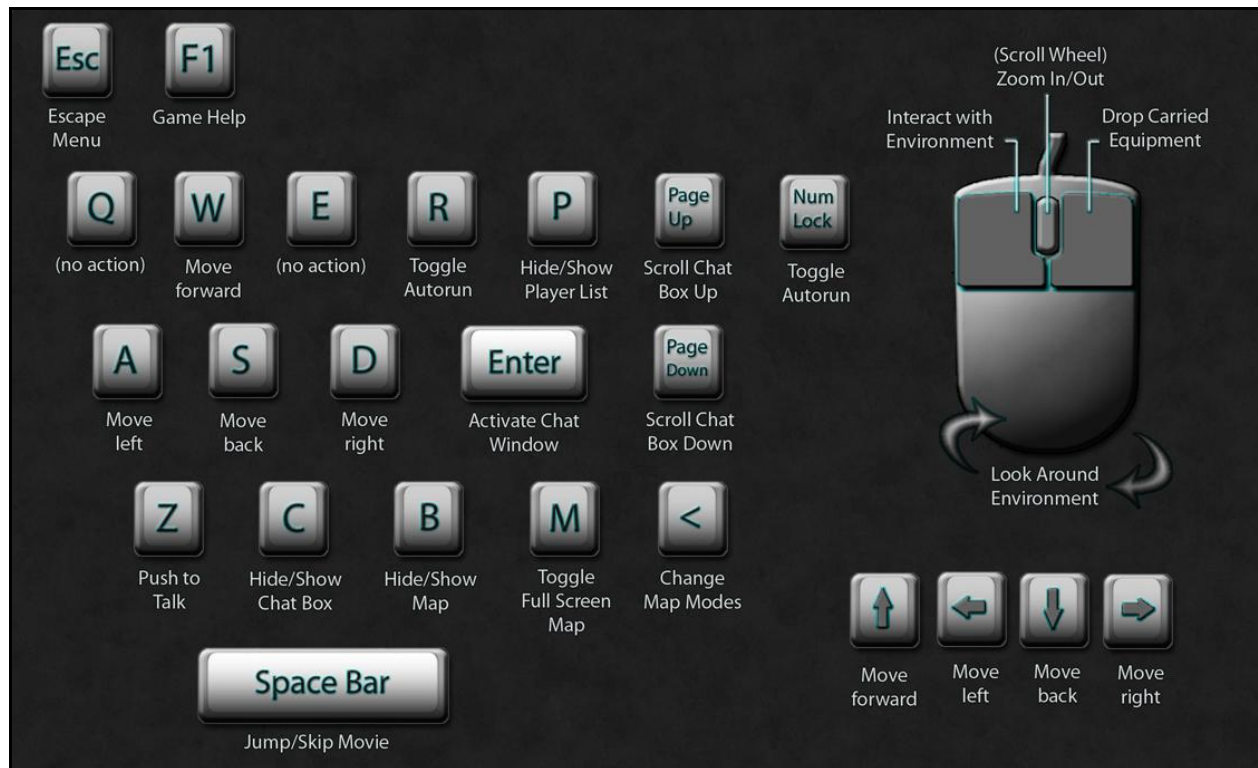 Esc
F1
Escape
Menu
Game Help
(Scroll Wheel)
Zoom In/Out
Interact with
Environment
Drop Carried
Equipment
Q
W
E
R
P
Page
Up
Num
Lock
(no action)
Move
forward
(no action)
Toggle
Autorun
Hide/Show
Player List
Scroll Chat
Box Up
Toggle
Autorun
A
S
D
Enter
Page
Down
Move
left
Move
back
Move
right
Activate Chat
Window
Scroll Chat
Box Down
Look Around
Environment
Z
C
B
M
<
Push to
Talk
Hide/Show
Chat Box
Hide/Show
Map
Toggle
Full Screen
Map
Change
Map Modes
Move
forward
Move
left
Move
back
Move
right
Space Bar
Jump/Skip Movie